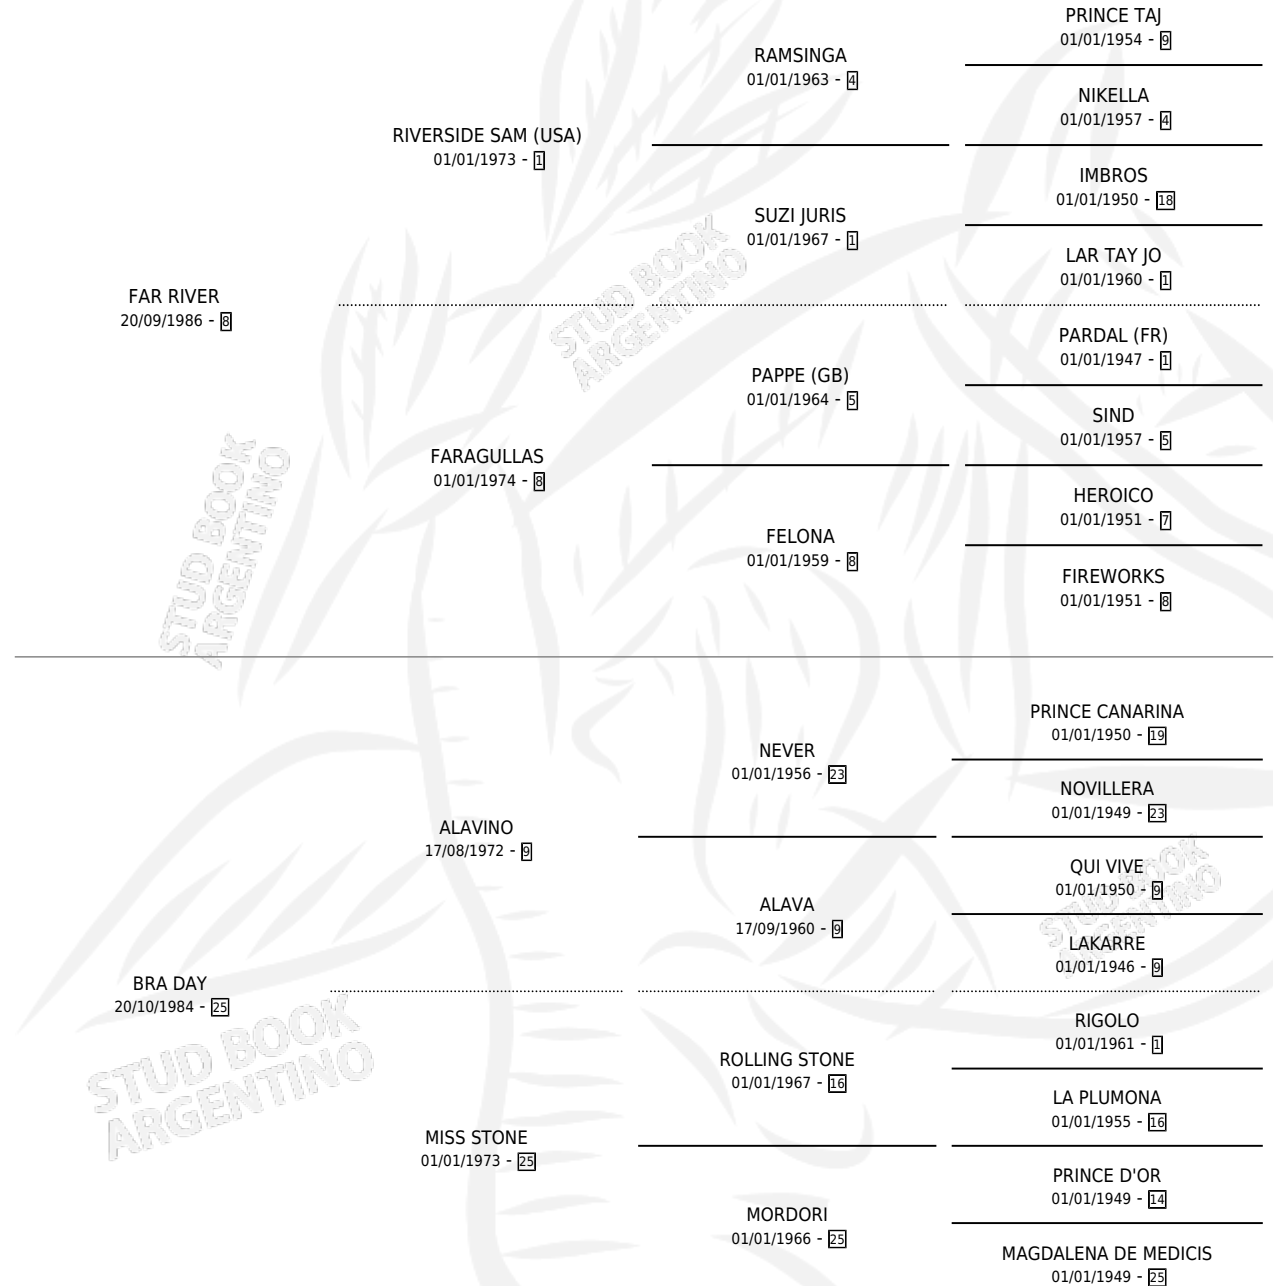 PRINCE TAJ
01/01/1954 - 9
RAMSINGA
01/01/1963 - 4
NIKELLA
01/01/1957 - 4
RIVERSIDE SAM (USA)
01/01/1973 - 1
IMBROS
01/01/1950 - 18
SUZI JURIS
01/01/1967 - 1
LAR TAY JO
01/01/1960 - 1
FAR RIVER
20/09/1986 - 8
STUD BOOK
ARGENTINO
PARDAL (FR)
01/01/1947 - 1
PAPPE (GB)
01/01/1964 - 5
SIND
01/01/1957 - 5
FARAGULLAS
01/01/1974 - 8
HEROICO
01/01/1951 - 7
FELONA
01/01/1959 - 8
FIREWORKS
01/01/1951 - 8
STUD BOOK
ARGENTINO
PRINCE CANARINA
01/01/1950 - 19
NEVER
01/01/1956 - 23
NOVILLERA
01/01/1949 - 23
ALAVINO
17/08/1972 - 9
QUI VIVE
01/01/1950 - 9
ALAVA
17/09/1960 - 9
STUD BOOK
ARGENTINO
LAKARRE
01/01/1946 - 9
BRA DAY
20/10/1984 - 25
RIGOLO
01/01/1961 - 1
ROLLING STONE
01/01/1967 - 16
LA PLUMONA
01/01/1955 - 16
STUD BOOK
ARGENTINO
MISS STONE
01/01/1973 - 25
PRINCE D'OR
01/01/1949 - 14
MORDORI
01/01/1966 - 25
MAGDALENA DE MEDICIS
01/01/1949 - 25